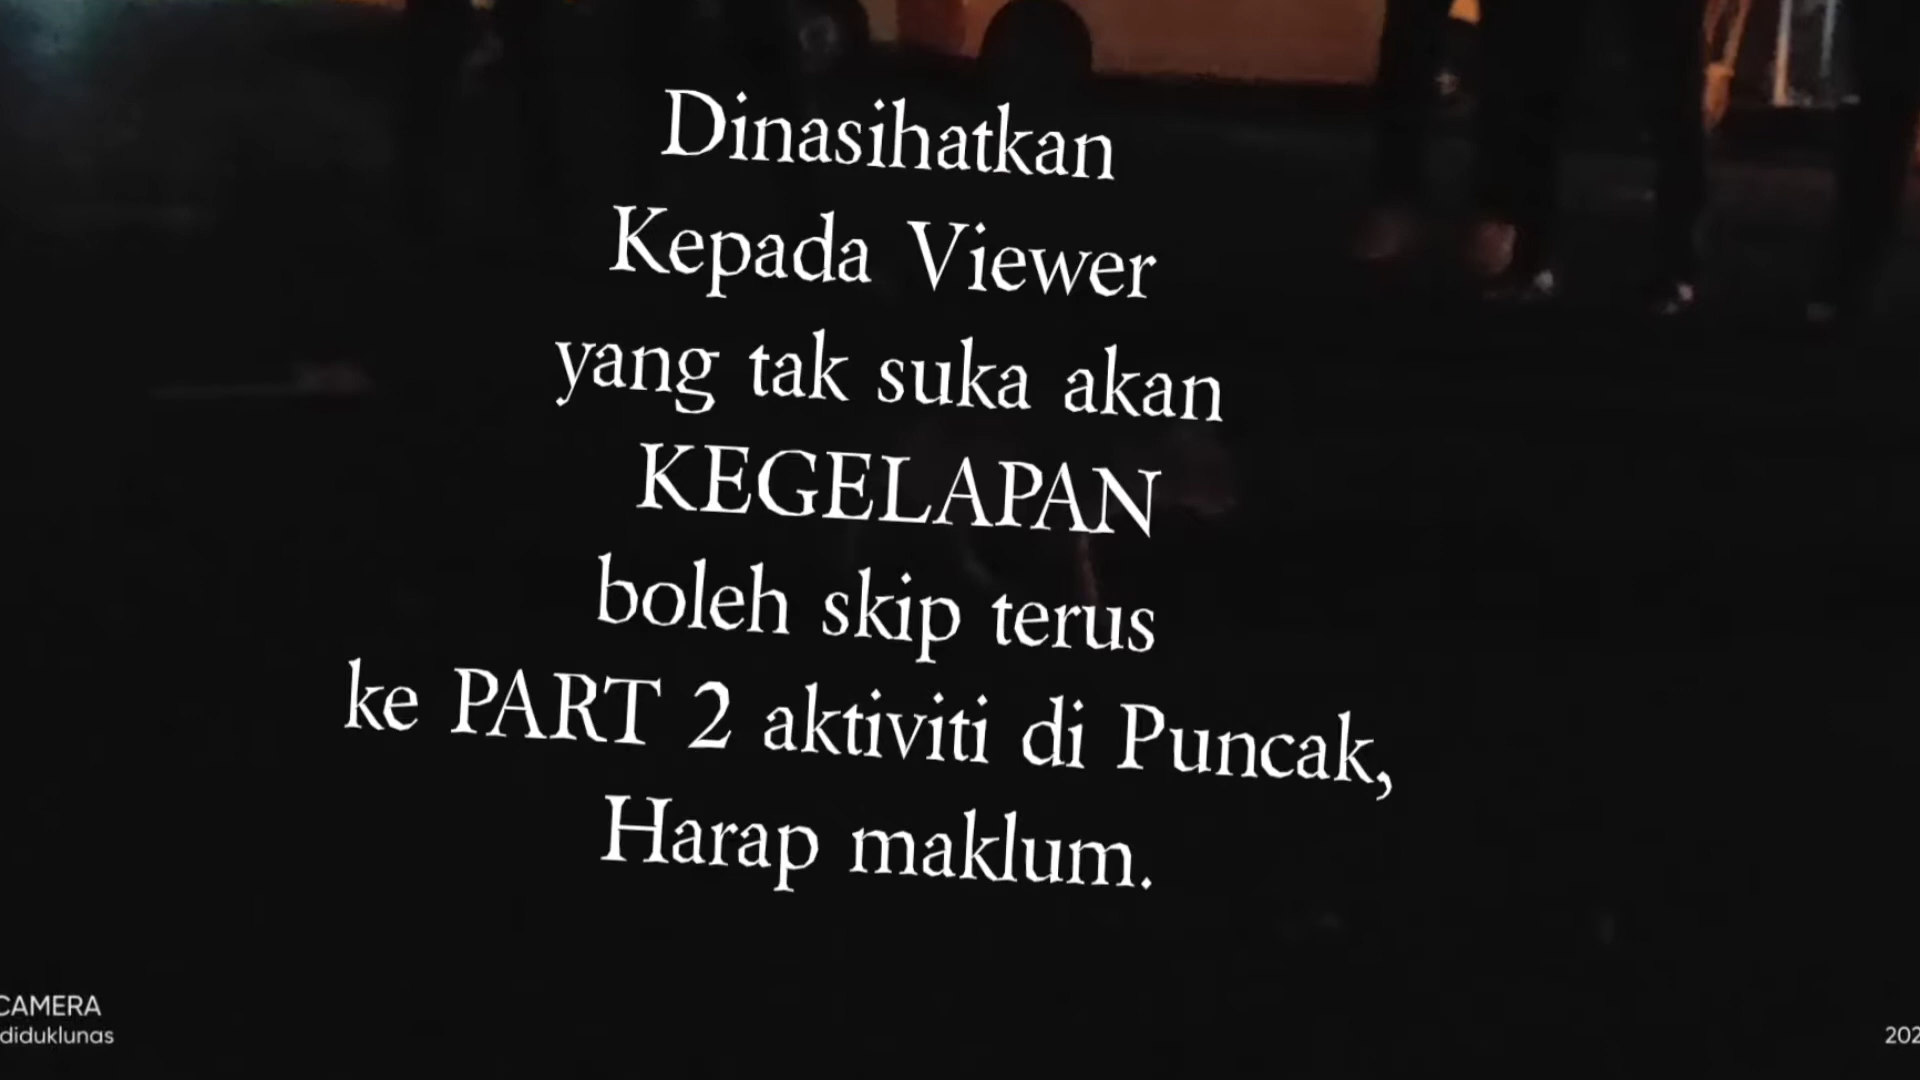 Dinasihatkan
Kepada Viewer
yang tak suka akan
KEGELAPAN
boleh skip terus
ke PART 2 aktiviti di Puncak,
Harap maklum.
CAMERA
diduklunas
202